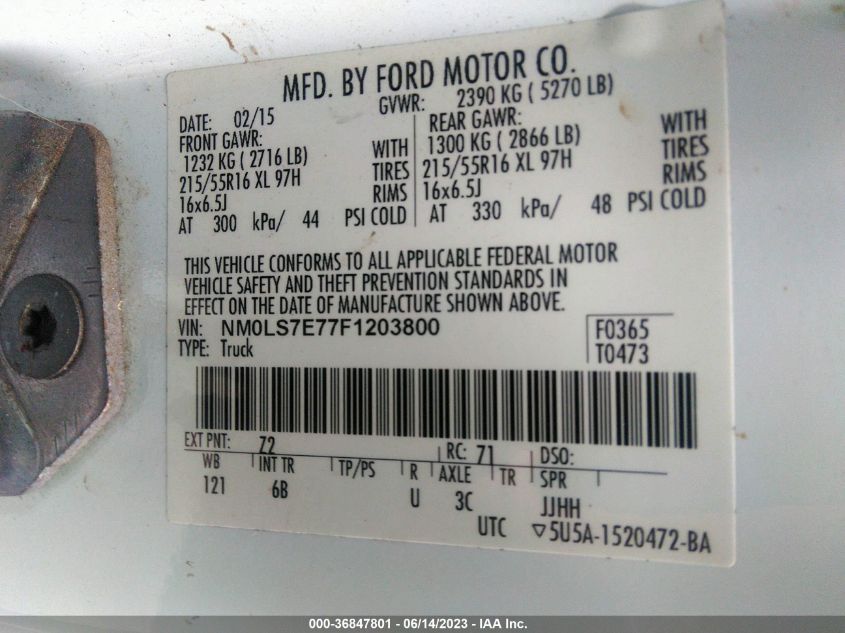 MFD. BY FORD MOTOR CO.
DATE: 02/15 GVWR: 2390 KG ( 5270 LB)
FRONT GAWR: REAR GAWR:
1232 KG ( 2716 LB) WITH 1300 KG ( 2866 LB) WITH
215/55R16 XL 97H TIRES 215/55R16 XL 97H TIRES
16x6.5J RIMS 16x6.5J RIMS
AT 300 kPa/ 44 PSI COLD AT 330 kPa/ 48 PSI COLD
THIS VEHICLE CONFORMS TO ALL APPLICABLE FEDERAL MOTOR
VEHICLE SAFETY AND THEFT PREVENTION STANDARDS IN
EFFECT ON THE DATE OF MANUFACTURE SHOWN ABOVE.
VIN: NM0LS7E77F1203800 F0365
TYPE: Truck T0473
EXT PNT: Z2 RC: 71 DSO:
WB INT TR TP/PS R AXLE TR SPR
121 6B U 3C JJHH
UTC ▽5U5A-1520472-BA
000-36847801 - 06/14/2023 - IAA Inc.